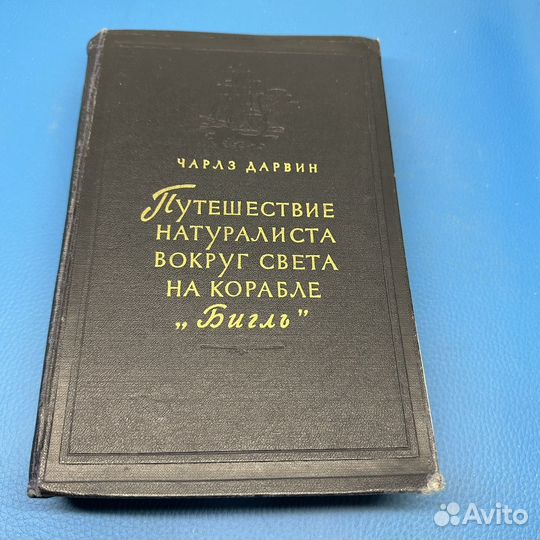 ЧАРЛЗ ДАРВИН
ПУТЕШЕСТВИЕ
НАТУРАЛИСТА
ВОКРУГ СВЕТА
НА КОРАБЛЕ
„Бигль"
Avito